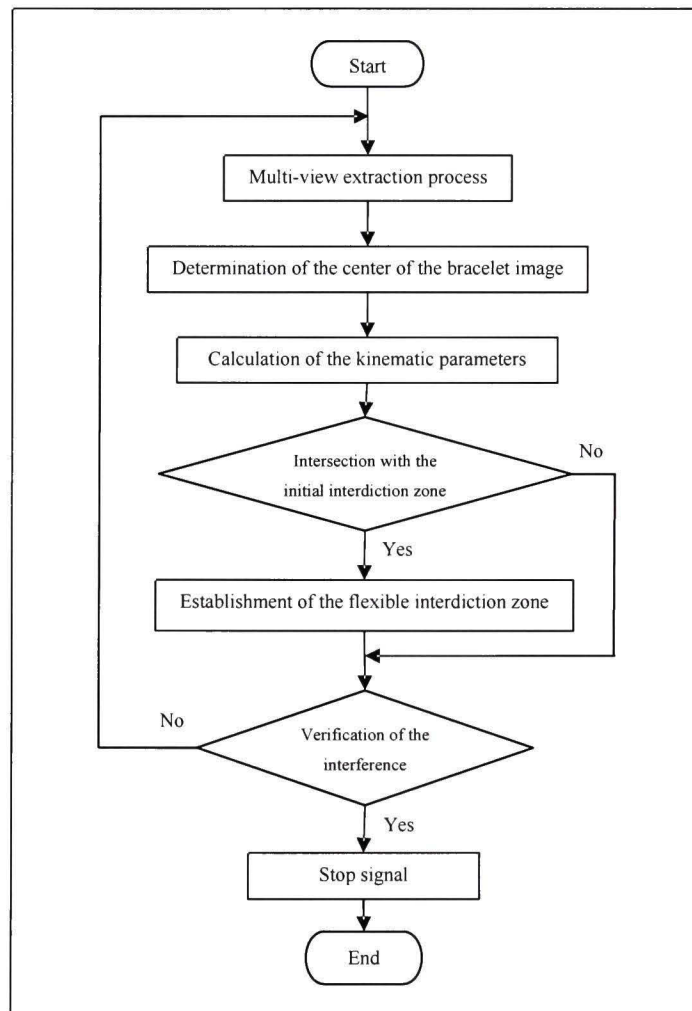 Start
Multi-view extraction process
Determination of the center of the bracelet image
Calculation of the kinematic parameters
Intersection with the
initial interdiction zone
No
Yes
Establishment of the flexible interdiction zone
No
Verification of the
interference
Yes
Stop signal
End